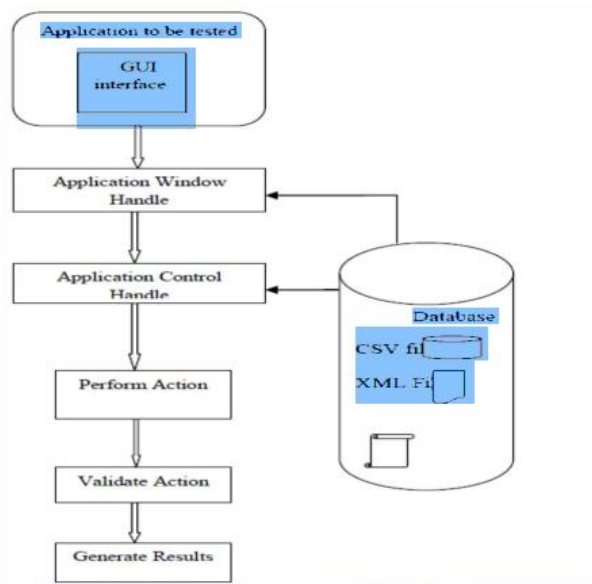 Application to be tested
GUI
interface
Application Window
Handle
Application Control
Handle
Database
CSV fil
XML Fi
Perform Action
Validate Action
Generate Results